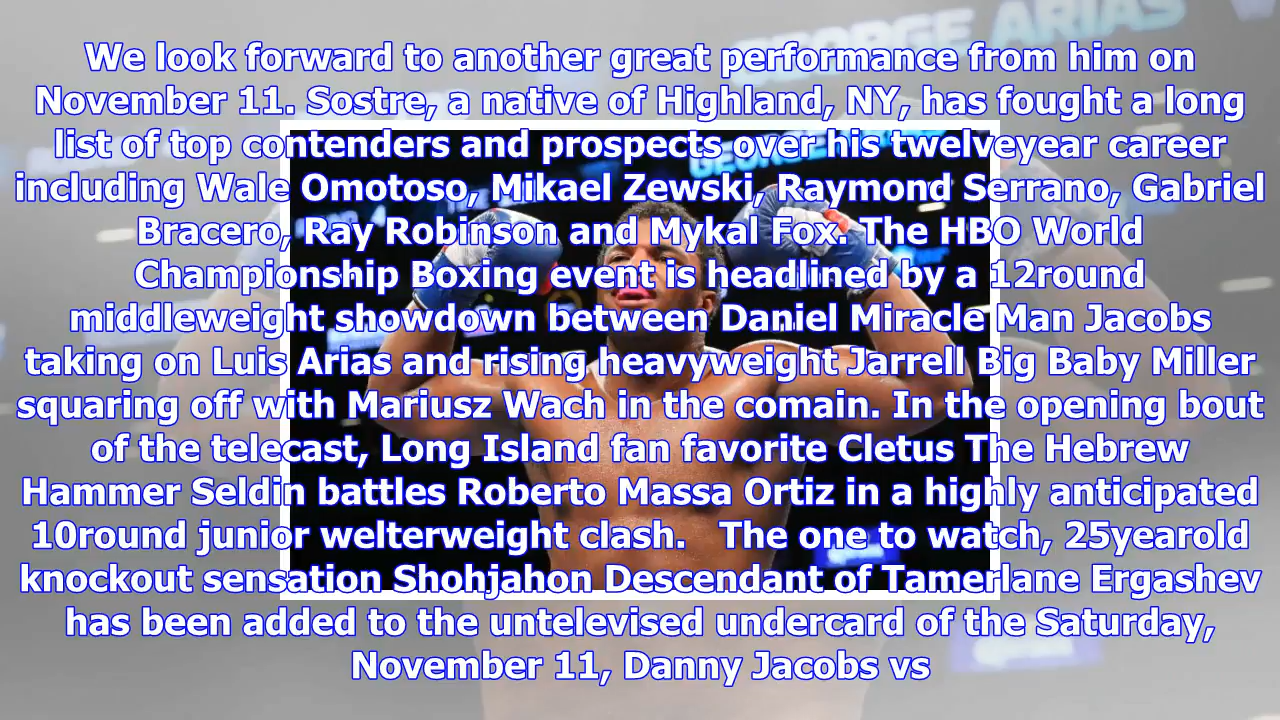 GEORGE ARIAS
We look forward to another great performance from him on
November 11. Sostre, a native of Highland, NY, has fought a long
list of top contenders and prospects over his twelveyear career
including Wale Omotoso, Mikael Zewski, Raymond Serrano, Gabriel
Bracero, Ray Robinson and Mykal Fox. The HBO World
Championship Boxing event is headlined by a 12round
middleweight showdown between Daniel Miracle Man Jacobs
taking on Luis Arias and rising heavyweight Jarrell Big Baby Miller
squaring off with Mariusz Wach in the comain. In the opening bout
of the telecast, Long Island fan favorite Cletus The Hebrew
Hammer Seldin battles Roberto Massa Ortiz in a highly anticipated
10round junior welterweight clash.   The one to watch, 25yearold
knockout sensation Shohjahon Descendant of Tamerlane Ergashev
has been added to the untelevised undercard of the Saturday,
November 11, Danny Jacobs vs